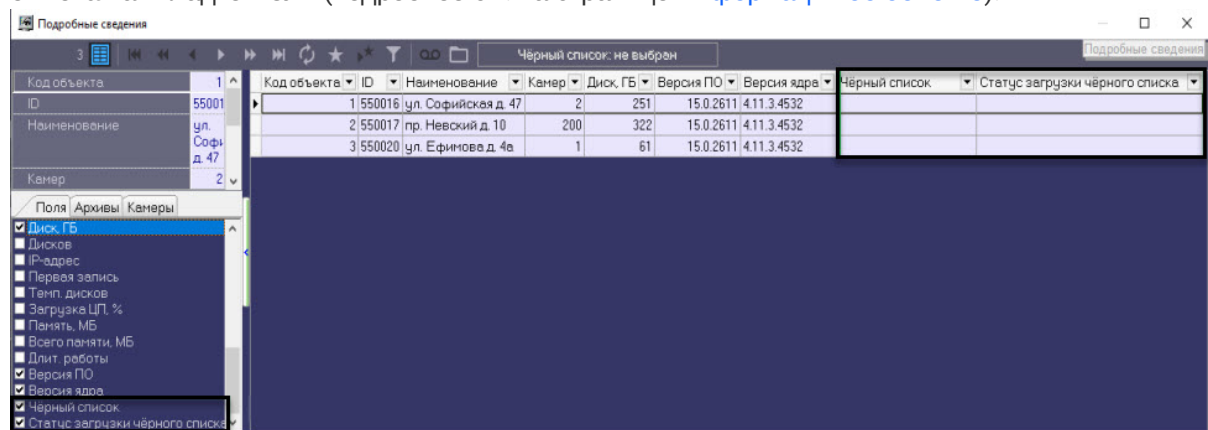 Подробные сведения
3
Чёрный список: не выбран
Подробные сведения
Код объекта 1
ID 55001
Наименование ул. Софи д. 47
Камер 2
Поля Архивы Камеры
Диск, ГБ
Дисков
IP-адрес
Первая запись
Темп. дисков
Загрузка ЦП, %
Память, МБ
Всего памяти, МБ
Длит. работы
Версия ПО
Версия ядра
Чёрный список
Статус загрузки чёрного списка
Код объекта ID Наименование Камер Диск, ГБ Версия ПО Версия ядра Чёрный список Статус загрузки чёрного списка
1 550016 ул. Софийская д. 47 2 251 15.0.2611 4.11.3.4532
2 550017 пр. Невский д. 10 200 322 15.0.2611 4.11.3.4532
3 550020 ул. Ефимова д. 4а 1 61 15.0.2611 4.11.3.4532